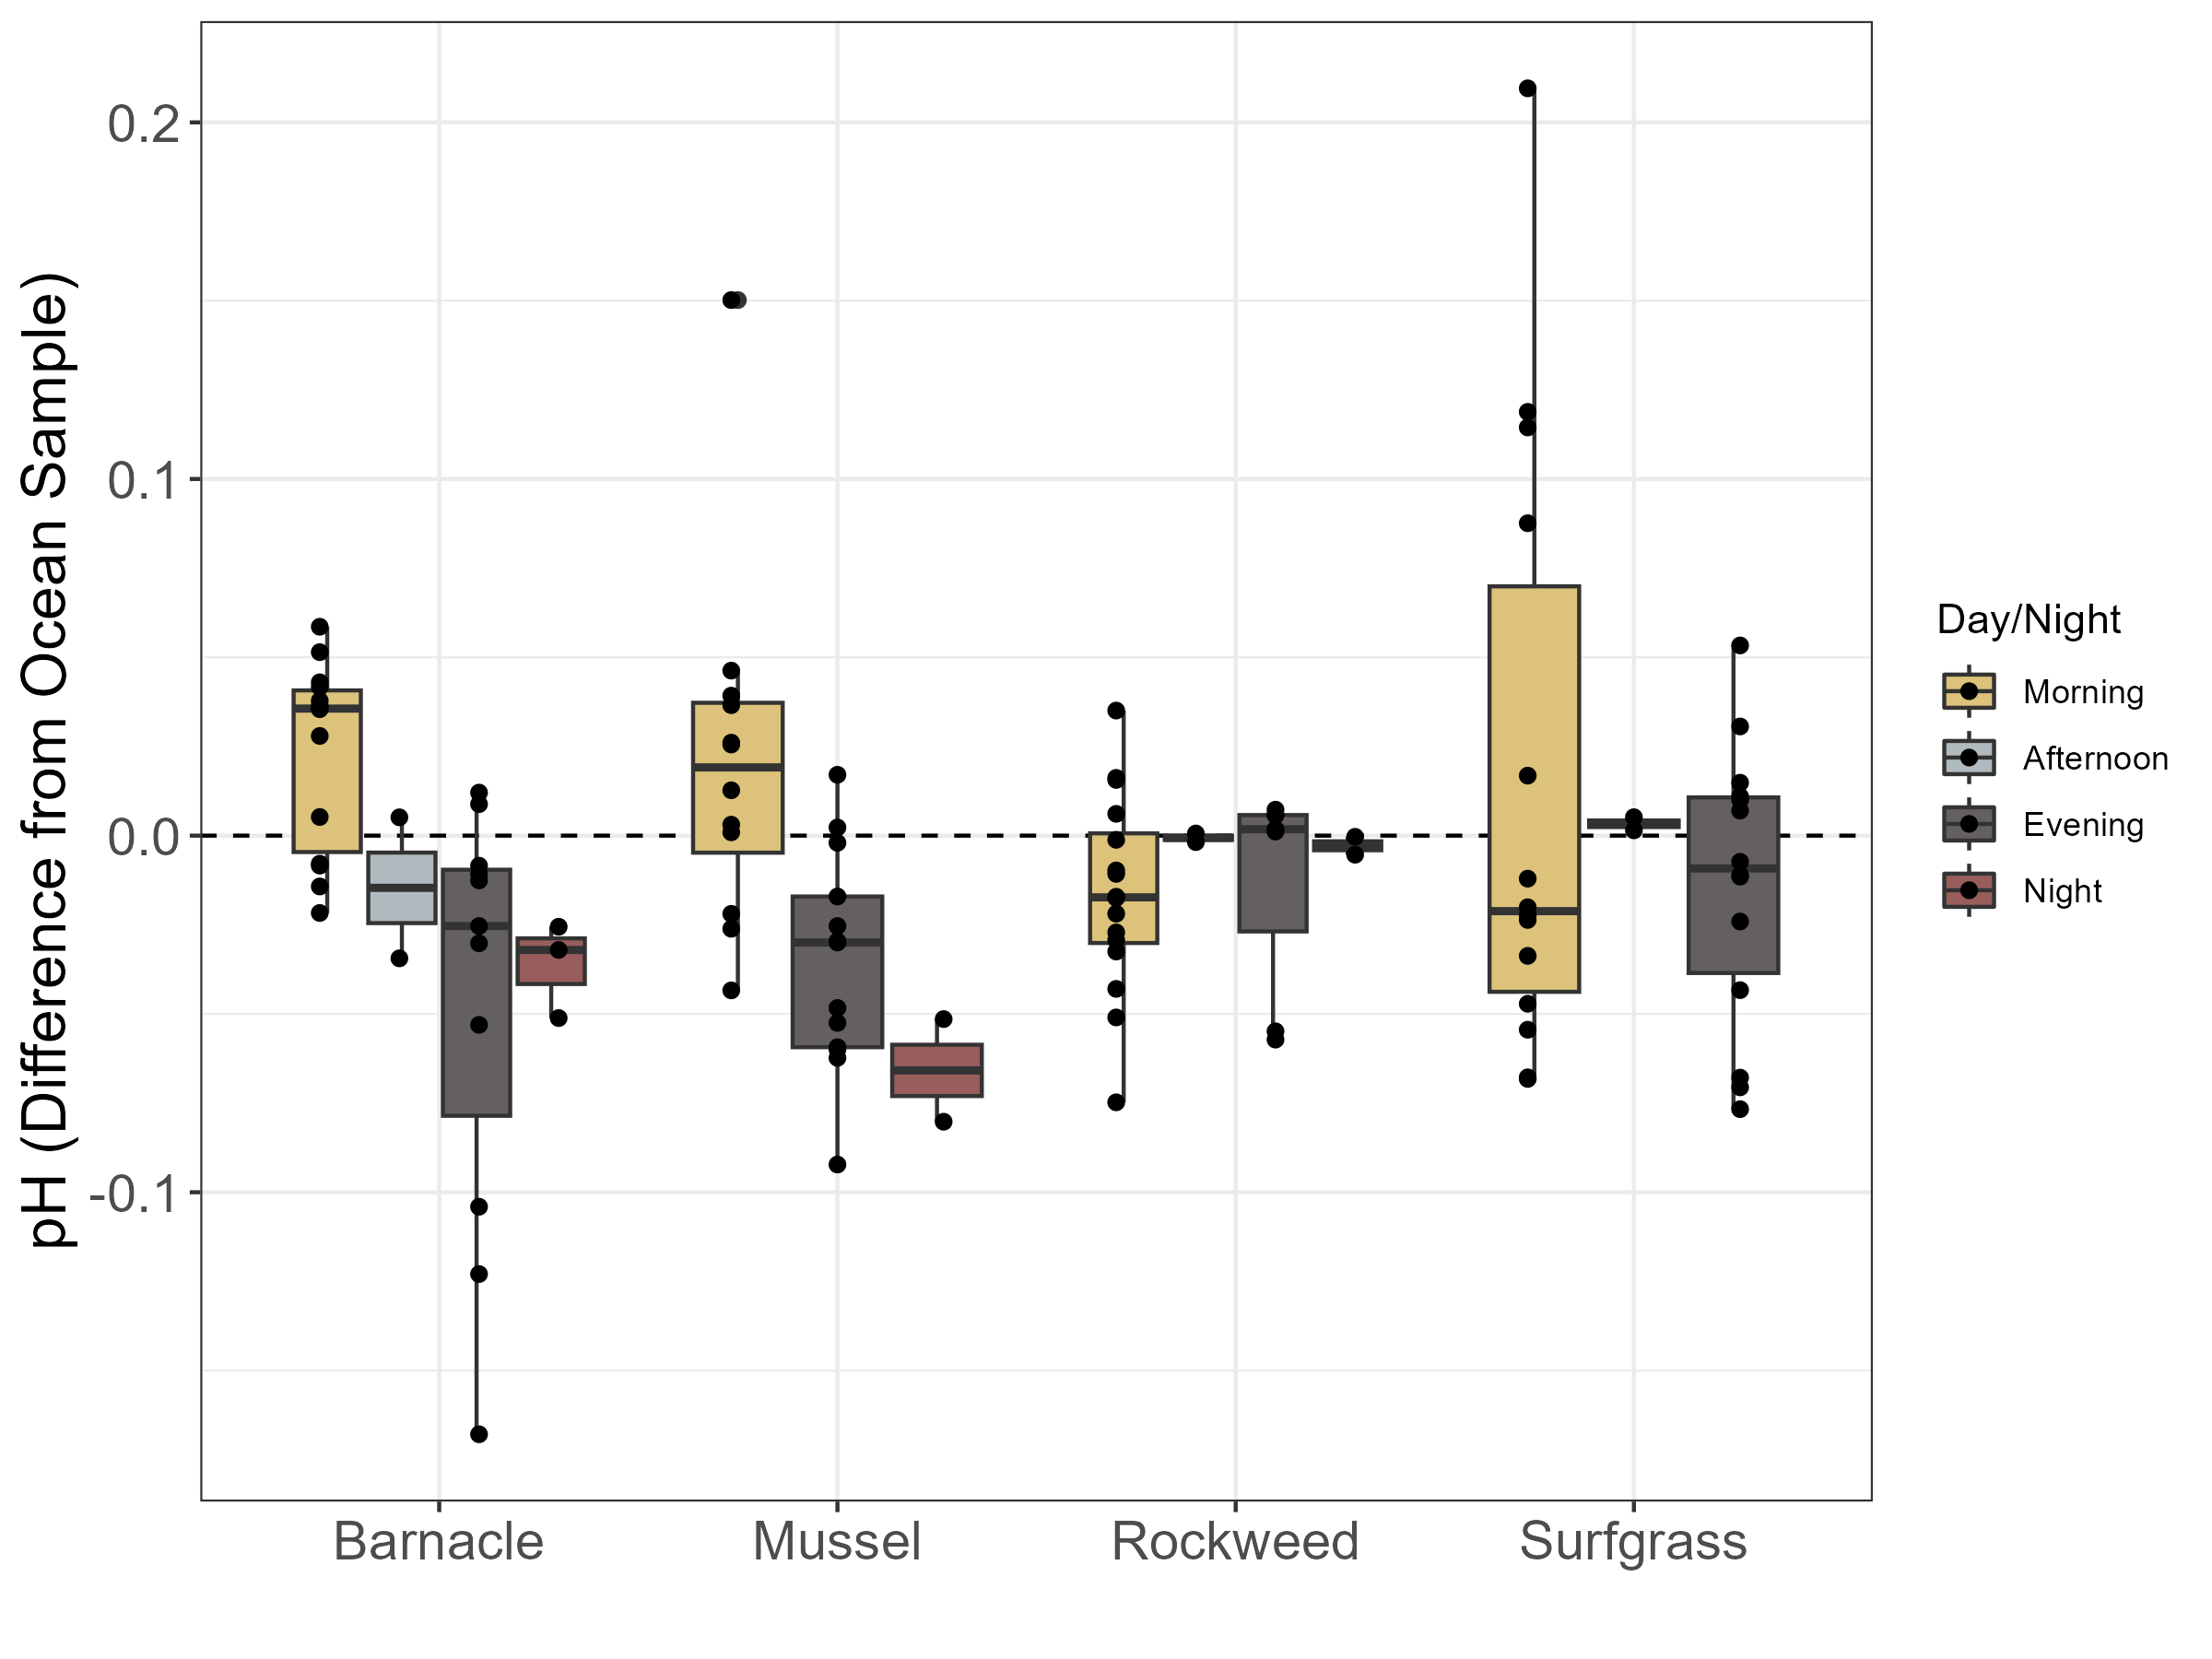 pH (Difference from Ocean Sample)
0.2
0.1
0.0
-0.1
Barnacle
Mussel
Rockweed
Surfgrass
Day/Night
Morning
Afternoon
Evening
Night